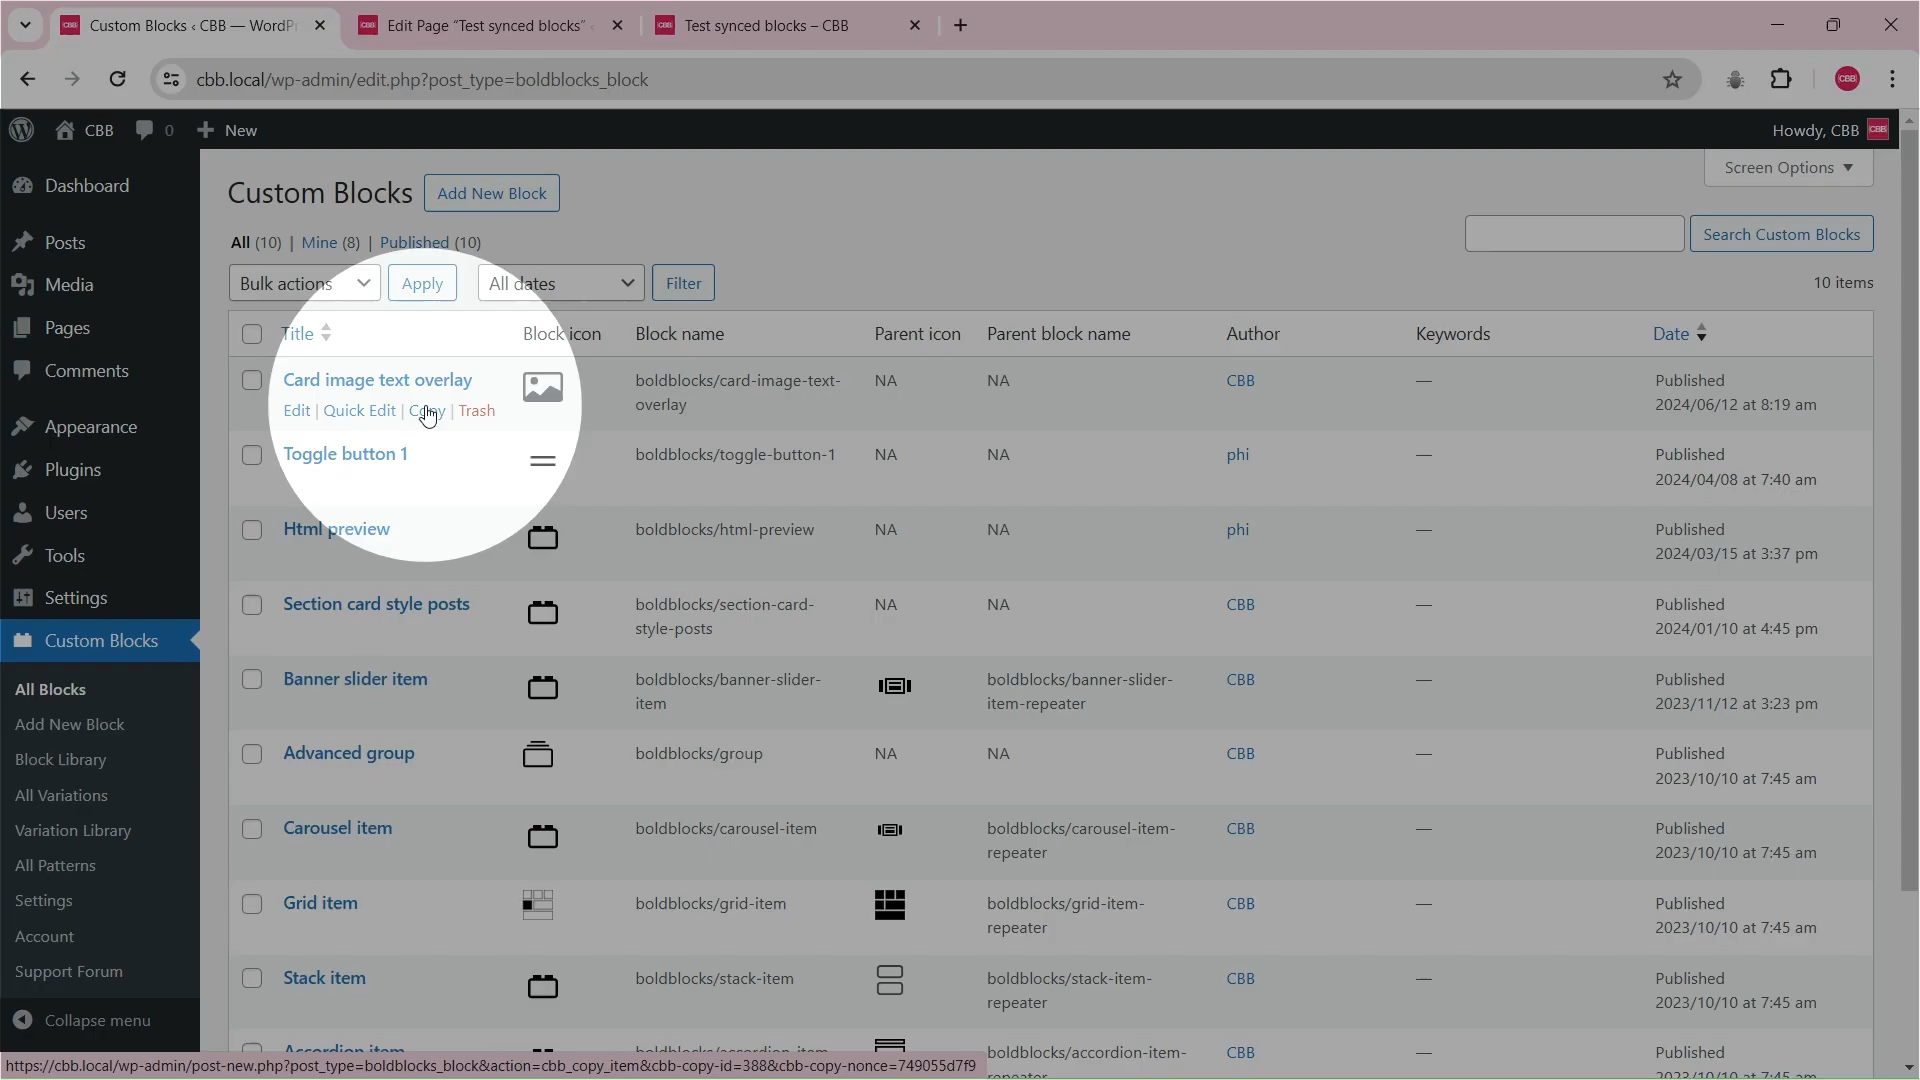 Custom Blocks ‹ CBB — WordPr
Edit Page “Test synced blocks” ‹
Test synced blocks – CBB
cbb.local/wp-admin/edit.php?post_type=boldblocks_block
CBB
CBB 0 New
Howdy, CBB
Screen Options
Dashboard
Posts
Media
Pages
Comments
Appearance
Plugins
Users
Tools
Settings
Custom Blocks
All Blocks
Add New Block
Block Library
All Variations
Variation Library
All Patterns
Settings
Account
Support Forum
Collapse menu
Custom Blocks Add New Block
All (10) | Mine (8) | Published (10)
Search Custom Blocks
Bulk actions Apply All dates Filter
10 items
Title Block icon Block name Parent icon Parent block name Author Keywords Date
Card image text overlay boldblocks/card-image-text- NA NA CBB — Published
Edit | Quick Edit | Copy | Trash overlay 2024/06/12 at 8:19 am
Toggle button 1 boldblocks/toggle-button-1 NA NA phi — Published
2024/04/08 at 7:40 am
Html preview boldblocks/html-preview NA NA phi — Published
2024/03/15 at 3:37 pm
Section card style posts boldblocks/section-card- NA NA CBB — Published
style-posts 2024/01/10 at 4:45 pm
Banner slider item boldblocks/banner-slider- boldblocks/banner-slider- CBB — Published
item item-repeater 2023/11/12 at 3:23 pm
Advanced group boldblocks/group NA NA CBB — Published
2023/10/10 at 7:45 am
Carousel item boldblocks/carousel-item boldblocks/carousel-item- CBB — Published
repeater 2023/10/10 at 7:45 am
Grid item boldblocks/grid-item boldblocks/grid-item- CBB — Published
repeater 2023/10/10 at 7:45 am
Stack item boldblocks/stack-item boldblocks/stack-item- CBB — Published
repeater 2023/10/10 at 7:45 am
Accordion item boldblocks/accordion-item boldblocks/accordion-item- CBB — Published
repeater 2023/10/10 at 7:45 am
https://cbb.local/wp-admin/post-new.php?post_type=boldblocks_block&action=cbb_copy_item&cbb-copy-id=388&cbb-copy-nonce=749055d7f9